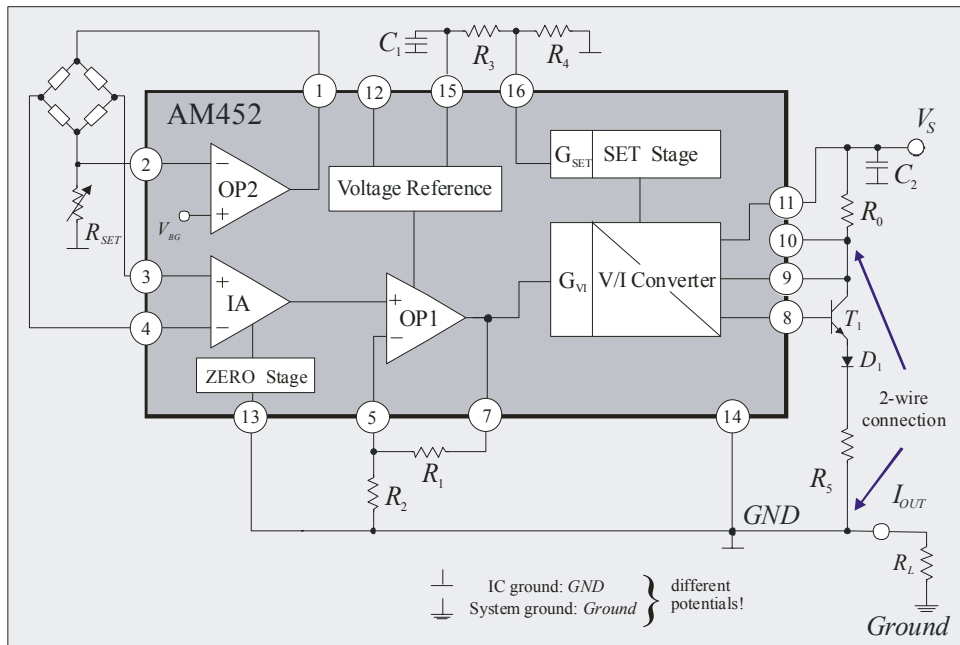 C1
R3
R4
1
12
15
16
AM452
VS
2
OP2
VBG
RSET
Voltage Reference
GSET
SET Stage
C2
11
R0
10
3
IA
4
OP1
GVI
V/I Converter
9
8
T1
D1
ZERO Stage
13
5
7
14
2-wire
connection
R1
R2
R5
IOUT
GND
RL
IC ground: GND
System ground: Ground
different
potentials!
Ground